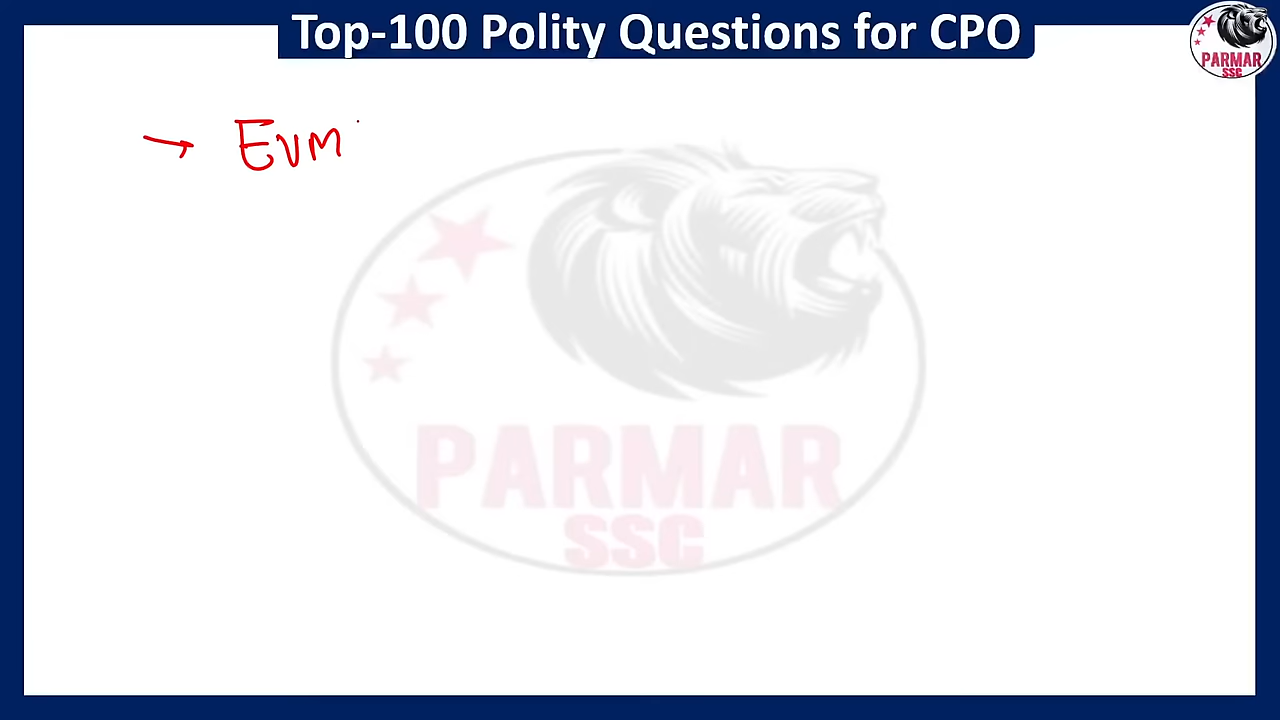 Top-100 Polity Questions for CPO
PARMAR
SSC
→ EVM
PARMAR
SSC